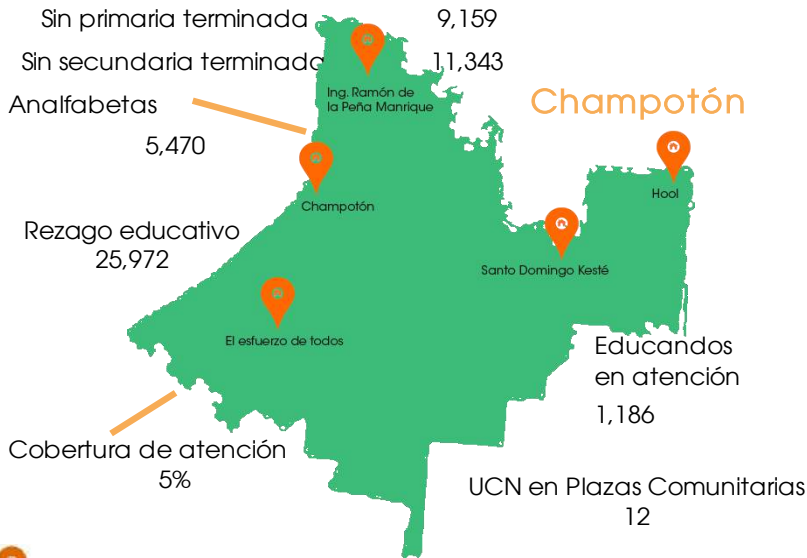 Sin primaria terminada 9,159
Sin secundaria terminada 11,343
Analfabetas
5,470
Ing. Ramón de
la Peña Manrique
Champotón
Hool
Champotón
Rezago educativo
25,972
Santo Domingo Kesté
El esfuerzo de todos
Educandos
en atención
1,186
Cobertura de atención
5%
UCN en Plazas Comunitarias
12